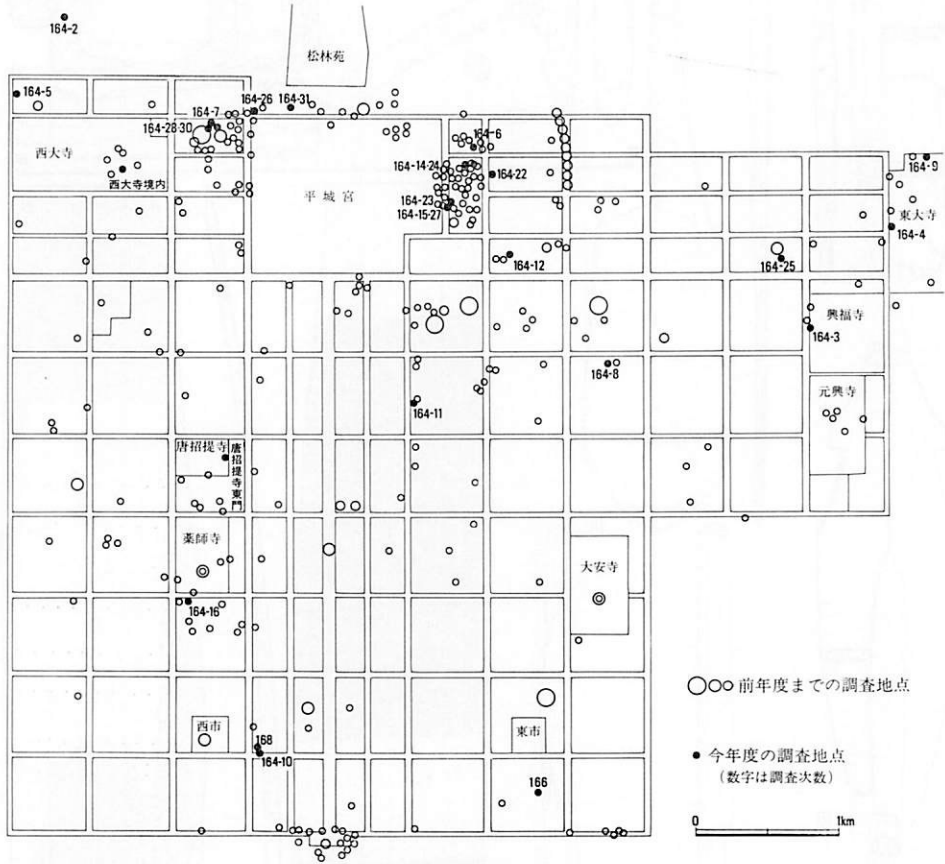 164-2
松林苑
164-5
164-26
164-31
164-7
164-28·30
164-6
西大寺
164-14·24
164-22
164-9
西大寺境内
平城宮
164-23
164-15·27
東大寺
164-4
164-12
164-25
興福寺
164-3
164-8
元興寺
164-11
唐招提寺
唐招提寺東門
薬師寺
大安寺
164-16
前年度までの調査地点
西市
168
東市
164-10
今年度の調査地点
(数字は調査次数)
166
0
1km